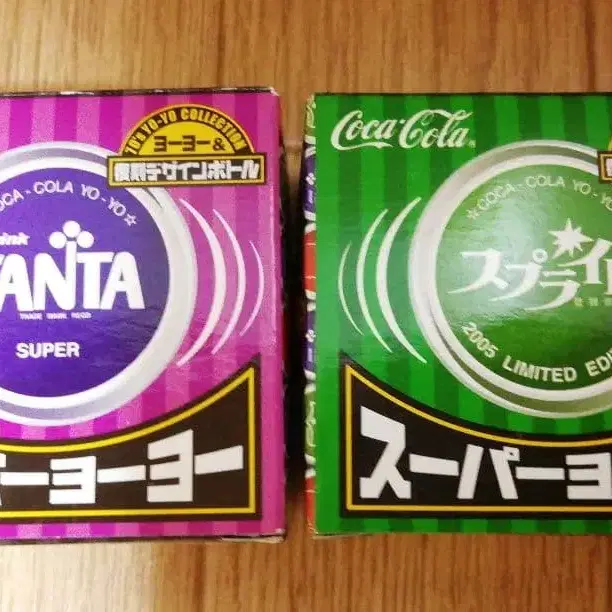 70's YO-YO COLLECTION
ヨーヨー&
復刻デザインボトル
COCA-COLA YO-YO☆
ANTA
TRADE MARK REGD
SUPER
ーヨーヨー
Coca-Cola
☆COCA-COLA YO-YO
スプライ
2005 LIMITED EDI
スーパーヨ